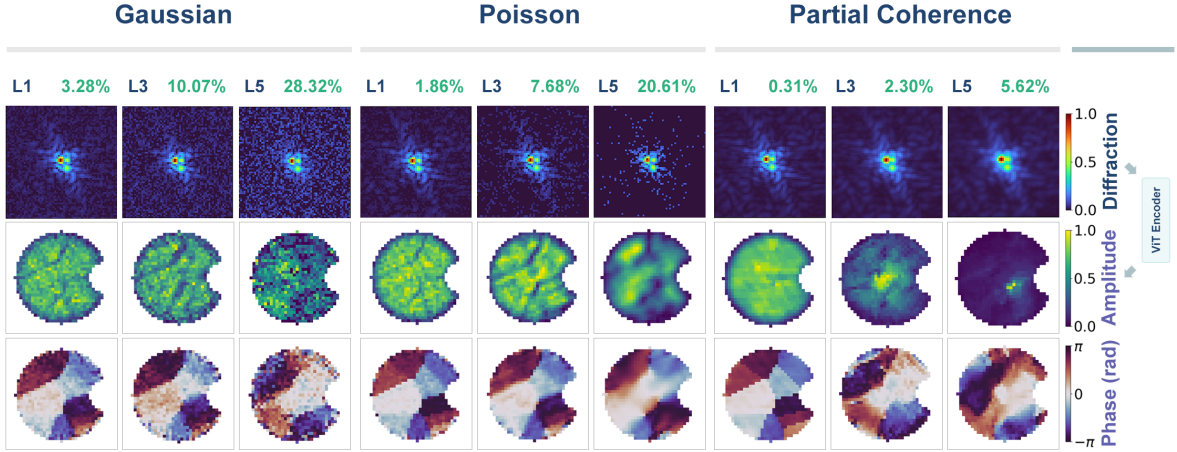 Gaussian
Poisson
Partial Coherence
L1 3.28% L3 10.07% L5 28.32% L1 1.86% L3 7.68% L5 20.61% L1 0.31% L3 2.30% L5 5.62%
1.0
0.5
0.0
Diffraction
ViT Encoder
1.0
0.5
0.0
Amplitude
π
0
−π
Phase (rad)